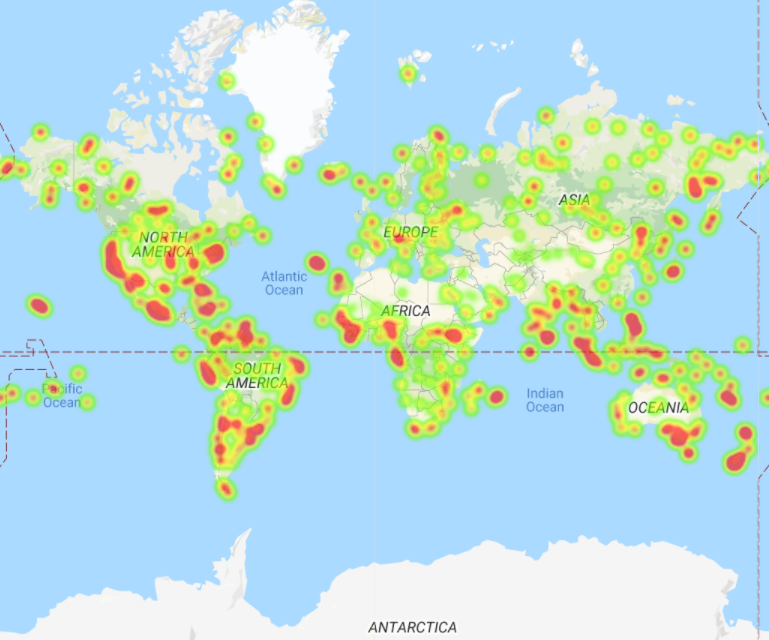 ASIA
EUROPE
NORTH
AMERICA
Atlantic
Ocean
AFRICA
SOUTH
AMERICA
Pacific
Ocean
Indian
Ocean
OCEANIA
ANTARCTICA